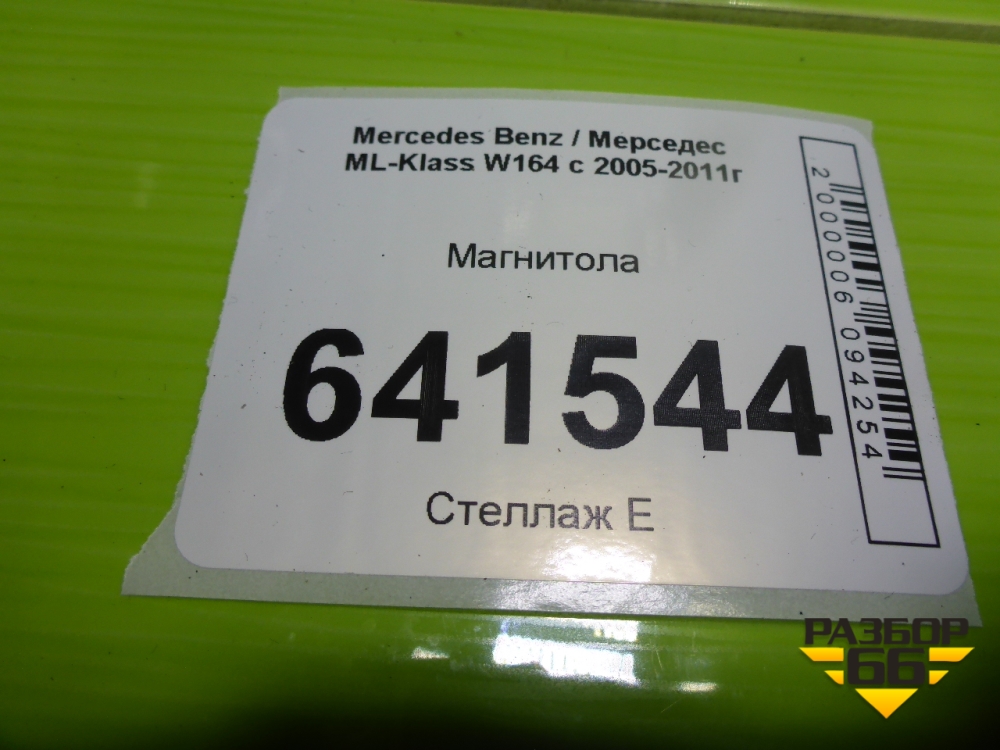 Mercedes Benz / Мерседес
ML-Klass W164 с 2005-2011г
Магнитола
641544
Стеллаж Е
2000006094254
РАЗБОР
66